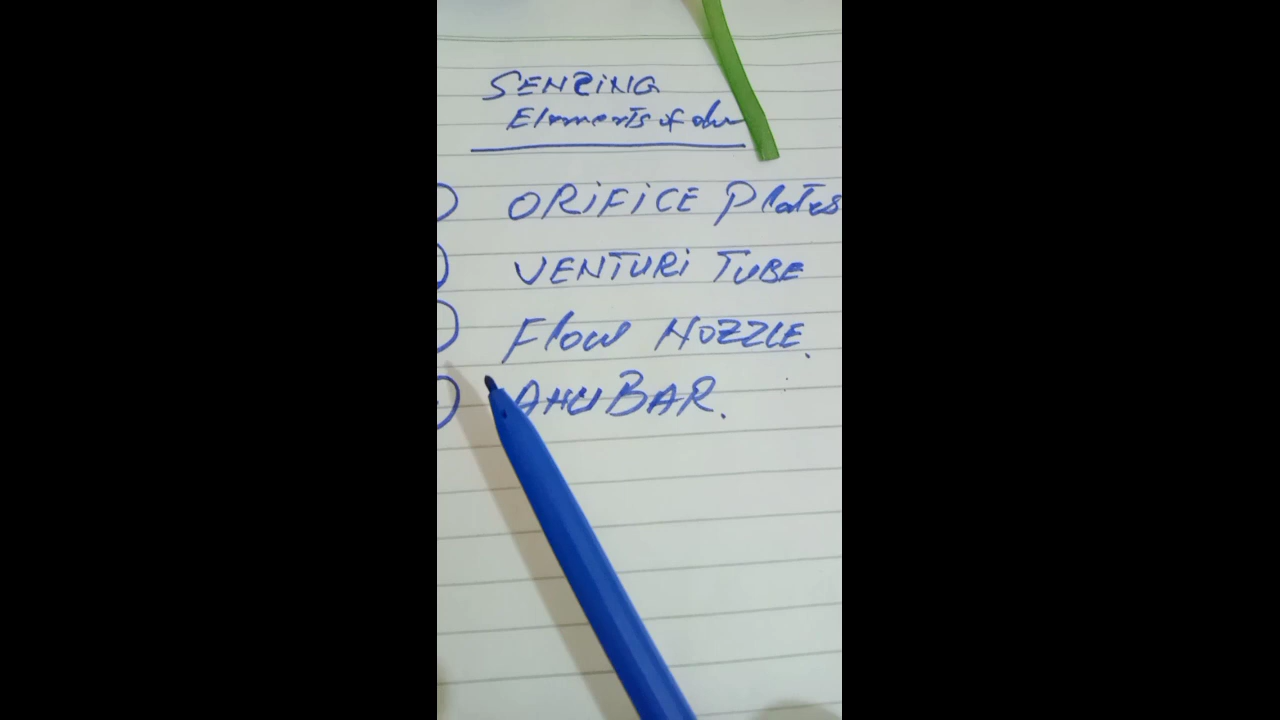 SENSING
Elements of
ORiFiCE Plates
VENTURi TUBE
Flow NOZZLE.
ANUBAR.